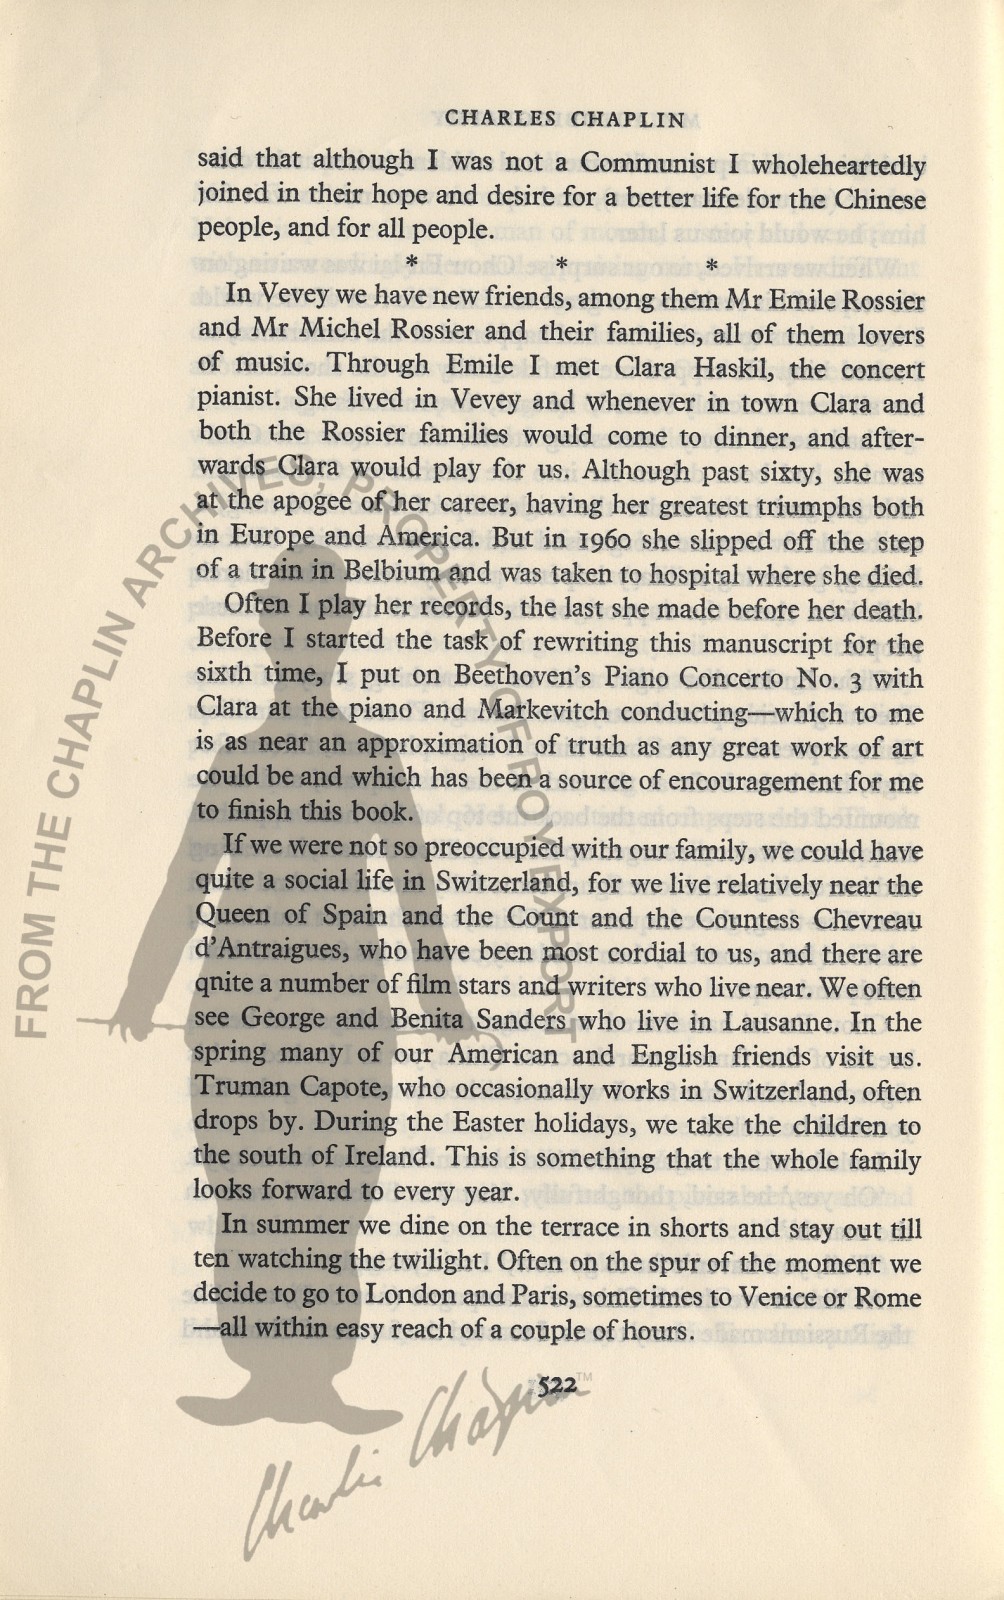 CHARLES CHAPLIN
said that although I was not a Communist I wholeheartedly
joined in their hope and desire for a better life for the Chinese
people, and for all people.
* * *
In Vevey we have new friends, among them Mr Emile Rossier
and Mr Michel Rossier and their families, all of them lovers
of music. Through Emile I met Clara Haskil, the concert
pianist. She lived in Vevey and whenever in town Clara and
both the Rossier families would come to dinner, and after-
wards Clara would play for us. Although past sixty, she was
at the apogee of her career, having her greatest triumphs both
in Europe and America. But in 1960 she slipped off the step
of a train in Belbium and was taken to hospital where she died.
Often I play her records, the last she made before her death.
Before I started the task of rewriting this manuscript for the
sixth time, I put on Beethoven's Piano Concerto No. 3 with
Clara at the piano and Markevitch conducting—which to me
is as near an approximation of truth as any great work of art
could be and which has been a source of encouragement for me
to finish this book.
If we were not so preoccupied with our family, we could have
quite a social life in Switzerland, for we live relatively near the
Queen of Spain and the Count and the Countess Chevreau
d'Antraigues, who have been most cordial to us, and there are
qnite a number of film stars and writers who live near. We often
see George and Benita Sanders who live in Lausanne. In the
spring many of our American and English friends visit us.
Truman Capote, who occasionally works in Switzerland, often
drops by. During the Easter holidays, we take the children to
the south of Ireland. This is something that the whole family
looks forward to every year.
In summer we dine on the terrace in shorts and stay out till
ten watching the twilight. Often on the spur of the moment we
decide to go to London and Paris, sometimes to Venice or Rome
—all within easy reach of a couple of hours.
522
FROM THE CHAPLIN ARCHIVES, PROPERTY OF ROY EXPORT
Charlie Chaplin TM